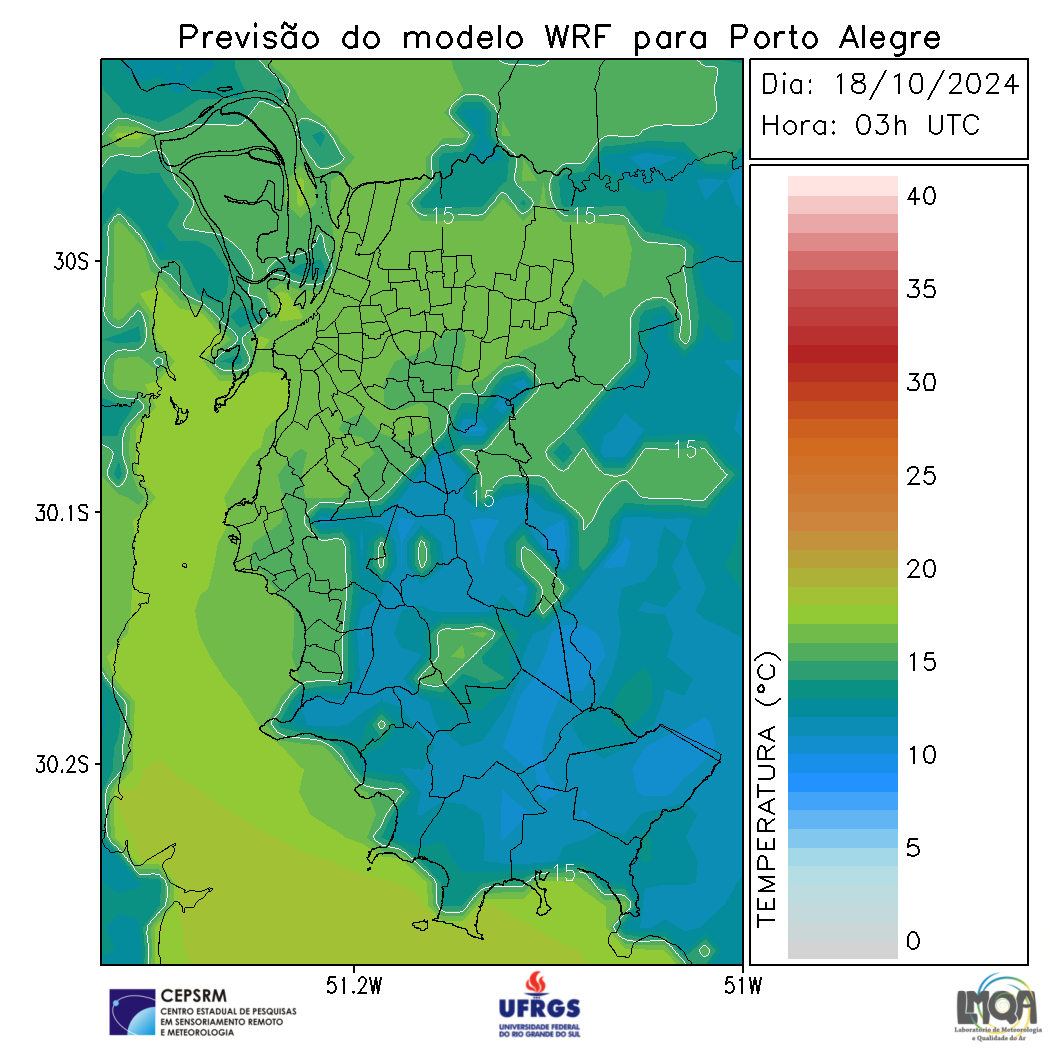 Previsão do modelo WRF para Porto Alegre
Dia: 18/10/2024
Hora: 03h UTC
40
35
30
25
20
15
10
5
0
TEMPERATURA (°C)
30S
30.1S
30.2S
51.2W
51W
15
15
15
15
15
CEPSRM
CENTRO ESTADUAL DE PESQUISAS
EM SENSORIAMENTO REMOTO
E METEOROLOGIA
UFRGS
UNIVERSIDADE FEDERAL
DO RIO GRANDE DO SUL
LMQA
Laboratório de Meteorologia
e Qualidade do Ar